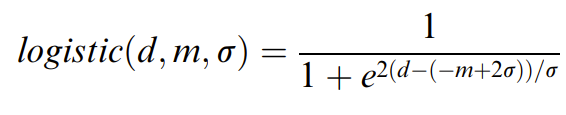 logistic(d, m, σ) = 1 / (1 + e^{2(d−(−m+2σ))/σ})